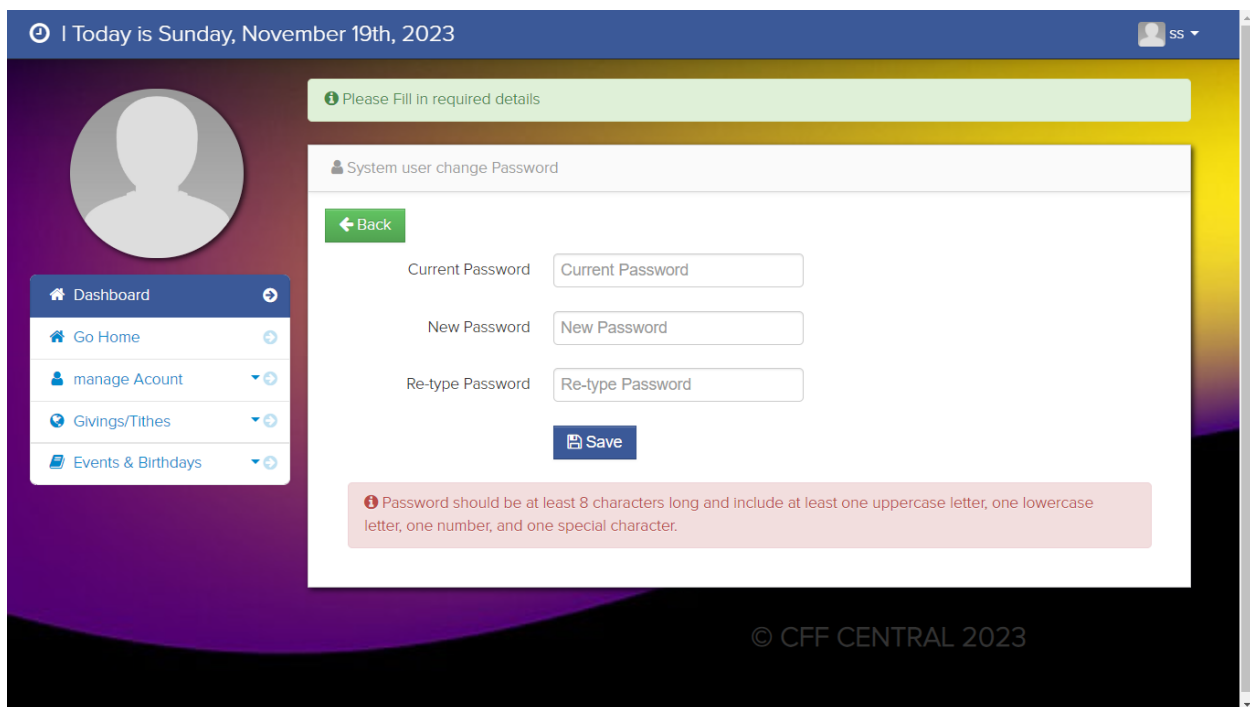 I Today is Sunday, November 19th, 2023
ss
Please Fill in required details
System user change Password
Back
Current Password Current Password
New Password New Password
Re-type Password Re-type Password
Save
Password should be at least 8 characters long and include at least one uppercase letter, one lowercase
letter, one number, and one special character.
Dashboard
Go Home
manage Acount
Givings/Tithes
Events & Birthdays
© CFF CENTRAL 2023